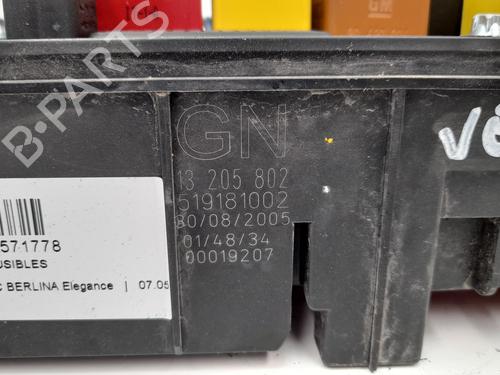 GM
B-PARTS
GN
13 205 802
519181002
30/08/2005
01/48/34
00019207
571778
USIBLES
C BERLINA Elegance | 07.05